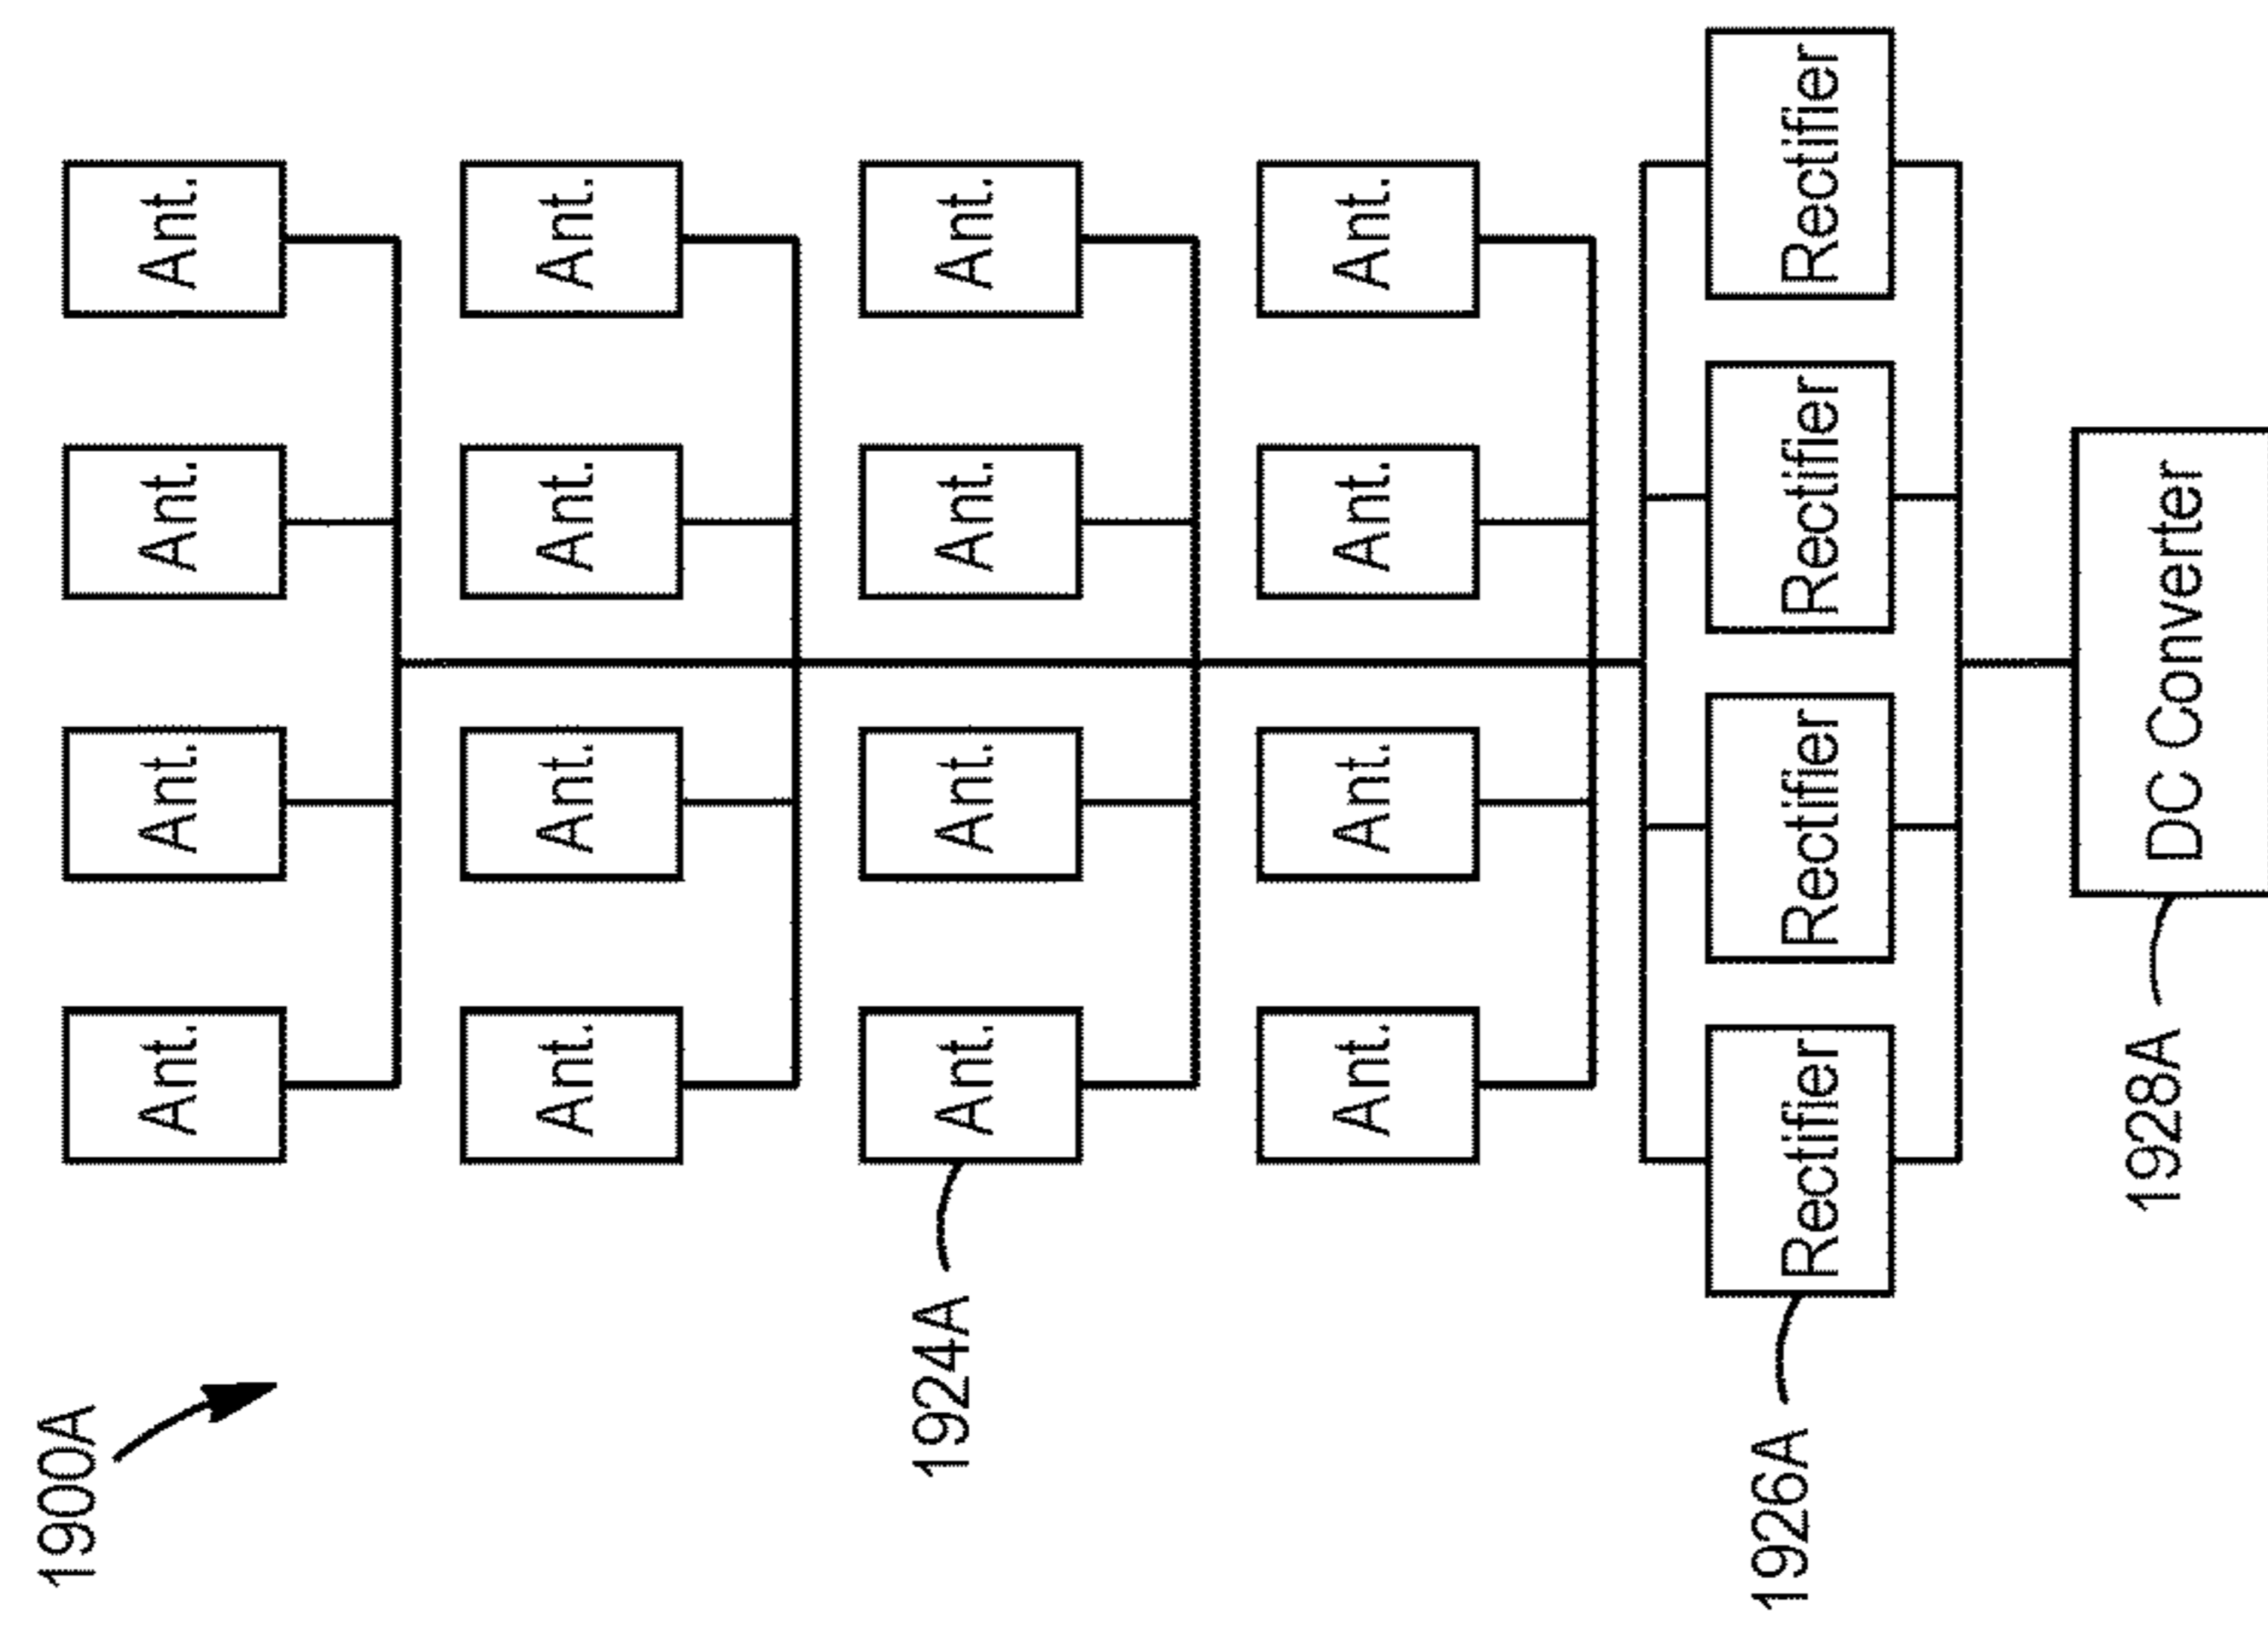 1900A
Ant.
Ant.
Ant.
Ant.
Ant.
Ant.
Ant.
Ant.
1924A
Ant.
Ant.
Ant.
Ant.
Ant.
Ant.
Ant.
Ant.
1926A
Rectifier
Rectifier
Rectifier
Rectifier
1928A
DC Converter